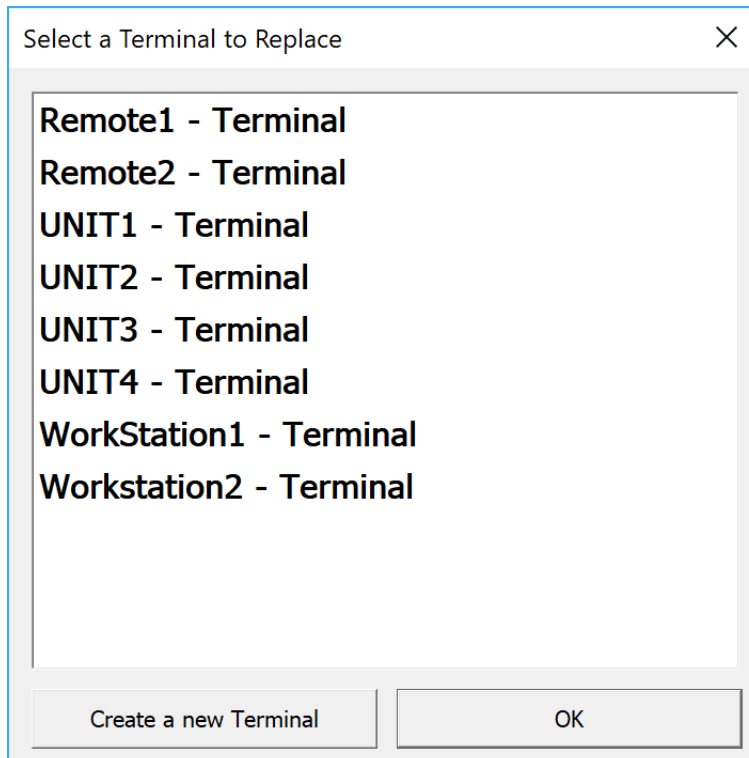 Select a Terminal to Replace
Remote1 - Terminal
Remote2 - Terminal
UNIT1 - Terminal
UNIT2 - Terminal
UNIT3 - Terminal
UNIT4 - Terminal
WorkStation1 - Terminal
Workstation2 - Terminal
Create a new Terminal
OK